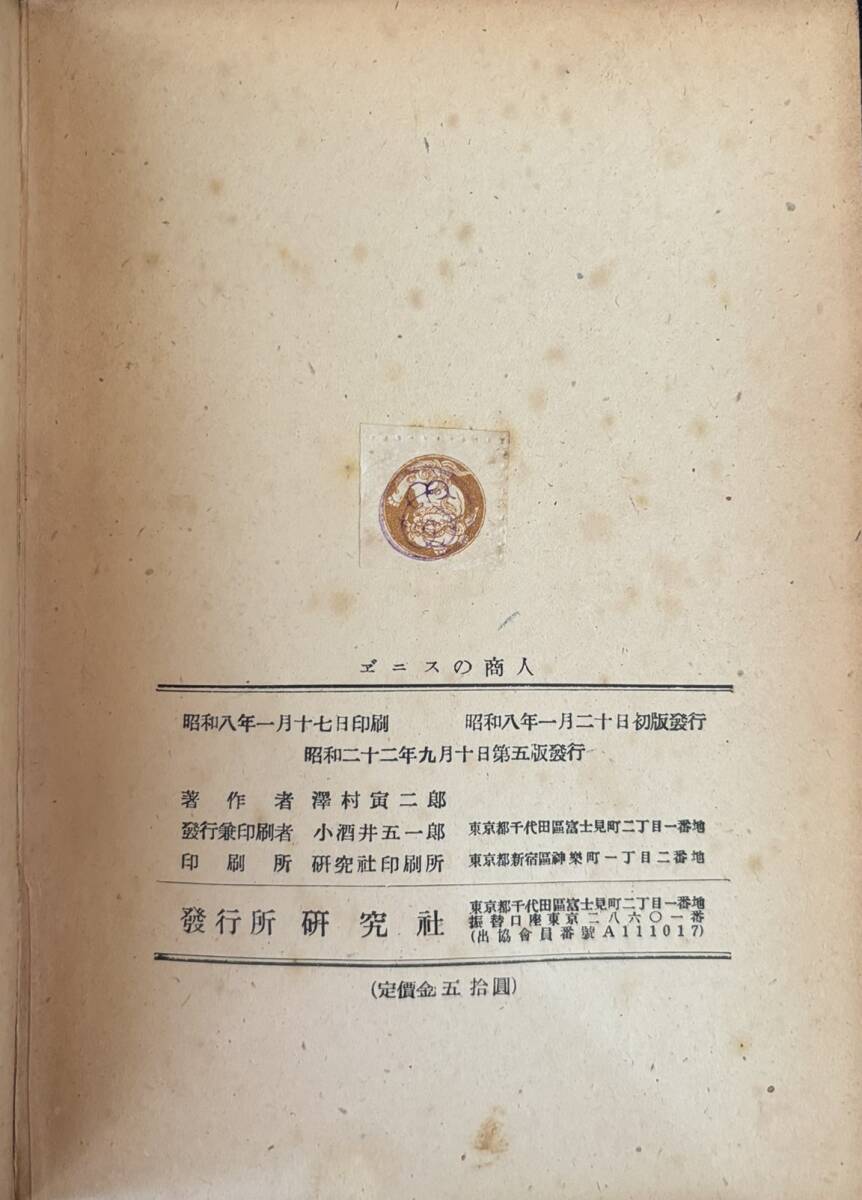 ヹニスの商人
昭和八年一月十七日印刷 昭和八年一月二十日初版發行
昭和二十二年九月十日第五版發行
著作者 澤村寅二郎
發行兼印刷者 小酒井五一郎 東京都千代田區富士見町二丁目一番地
印刷所 硏究社印刷所 東京都新宿區神樂町一丁目二番地
發行所 硏究社 東京都千代田區富士見町二丁目一番地
振替口座東京二八六〇一番
(出協會員番號A111017)
(定價金五拾圓)